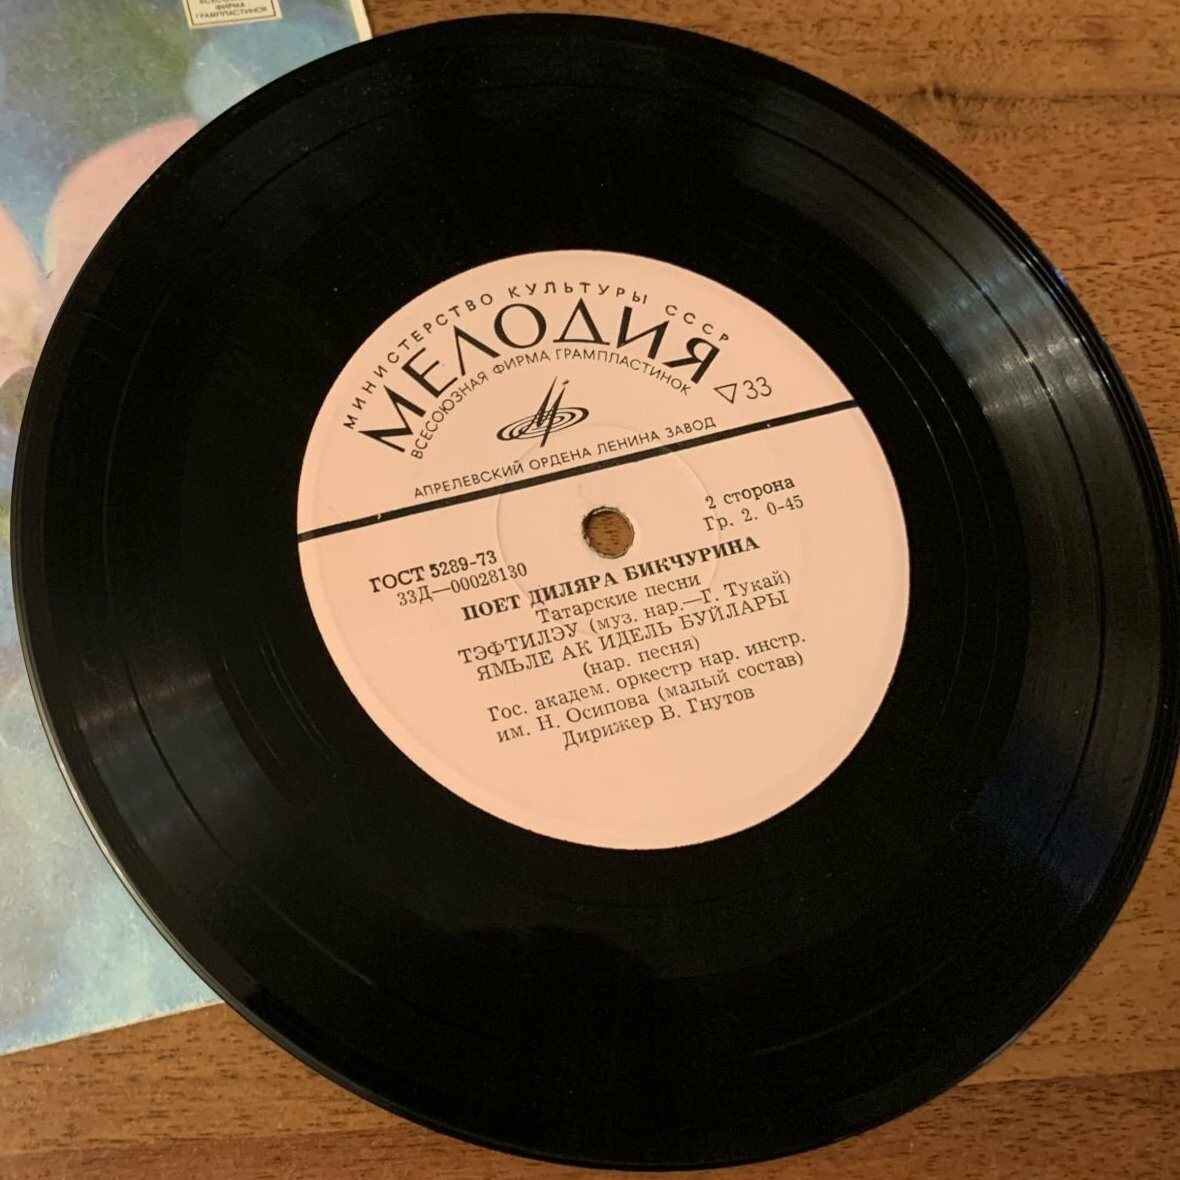 ФИРМА
ГРАМПЛАСТИНОК
МИНИСТЕРСТВО КУЛЬТУРЫ СССР
МЕЛОДИЯ
ВСЕСОЮЗНАЯ ФИРМА ГРАМПЛАСТИНОК
33
АПРЕЛЕВСКИЙ ОРДЕНА ЛЕНИНА ЗАВОД
2 сторона
Гр. 2. 0-45
ГОСТ 5289-73
33Д—00028130
ПОЕТ ДИЛЯРА БИКЧУРИНА
Татарские песни
ТЭФТИЛЭУ (муз. нар.—Г. Тукай)
ЯМЬЛЕ АК ИДЕЛЬ БУЙЛАРЫ
(нар. песня)
Гос. академ. оркестр нар. инстр.
им. Н. Осипова (малый состав)
Дирижер В. Гнутов